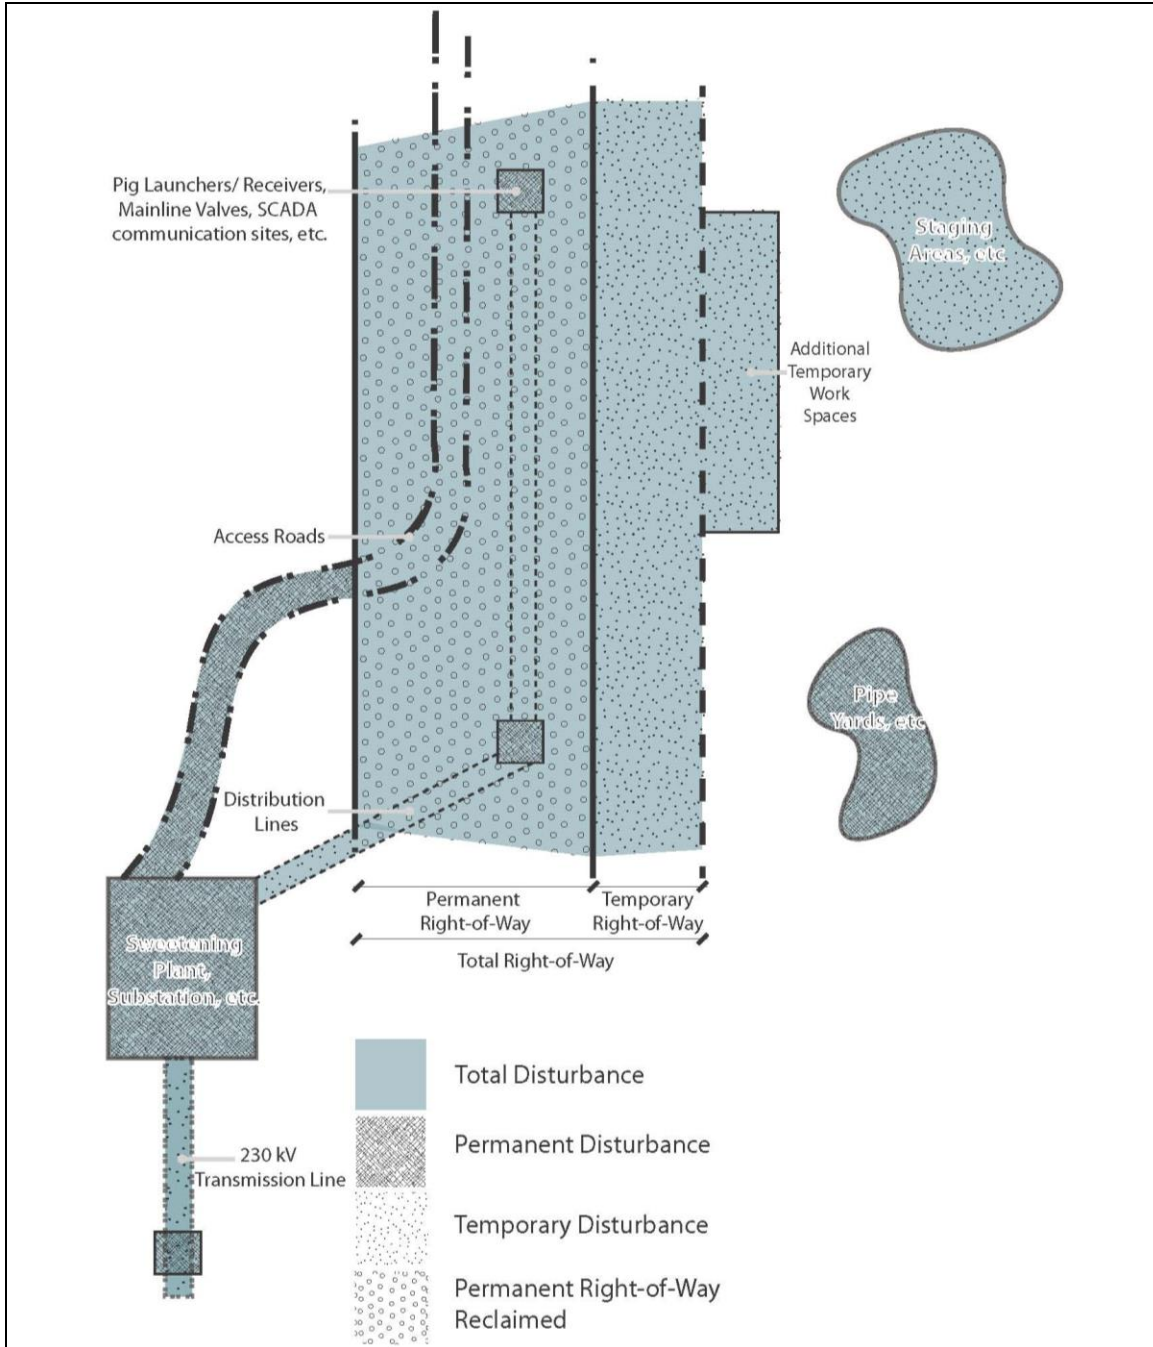 Pig Launchers/ Receivers,
Mainline Valves, SCADA
communication sites, etc.
Staging
Areas, etc
Additional
Temporary
Work
Spaces
Access Roads
Pipe
Yards, etc
Distribution
Lines
Permanent
Right-of-Way
Temporary
Right-of-Way
Total Right-of-Way
Sweetening
Plant,
Substation, etc.
230 kV
Transmission Line
Total Disturbance
Permanent Disturbance
Temporary Disturbance
Permanent Right-of-Way
Reclaimed